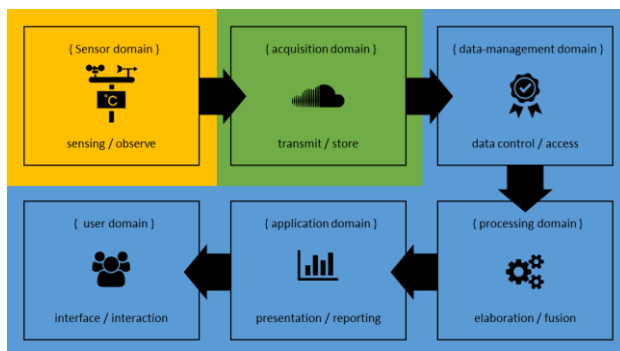 { Sensor domain }
°C
sensing / observe
{ acquisition domain }
transmit / store
{ data-management domain }
data control / access
{ user domain }
interface / interaction
{ application domain }
presentation / reporting
{ processing domain }
elaboration / fusion